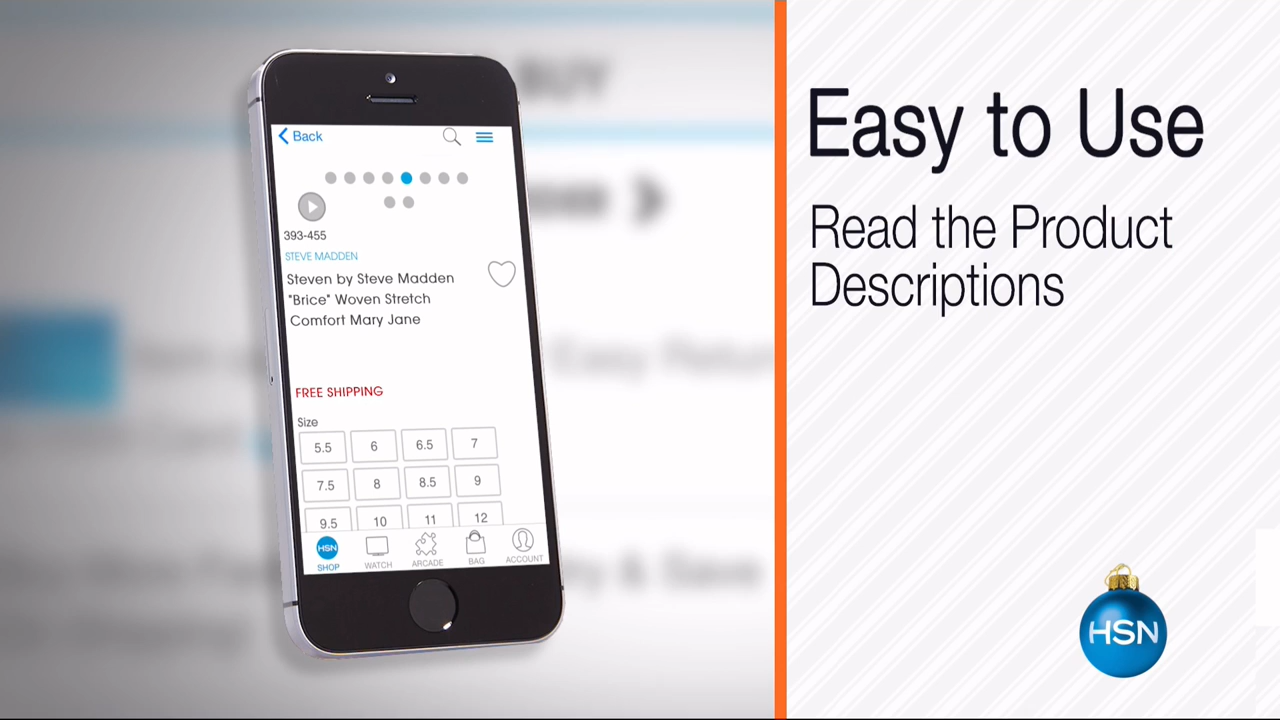 BUY
Back
393-455
STEVE MADDEN
Steven by Steve Madden
"Brice" Woven Stretch
Comfort Mary Jane
FREE SHIPPING
Size
5.5 6 6.5 7
7.5 8 8.5 9
9.5 10 11 12
HSN
SHOP WATCH ARCADE BAG ACCOUNT
Easy to Use
Read the Product
Descriptions
HSN